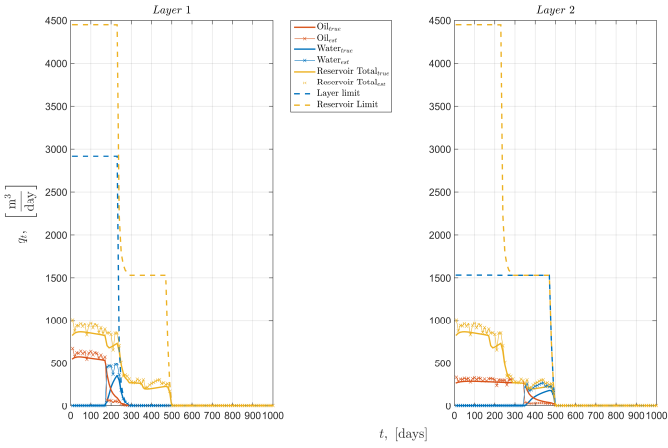 Layer 1
Layer 2
4500
4000
3500
3000
2500
2000
1500
1000
500
0
0 100 200 300 400 500 600 700 800 900 1000
q_t, [m^3/day]
Oil_true
Oil_est
Water_true
Water_est
Reservoir Total_true
Reservoir Total_est
Layer limit
Reservoir Limit
4500
4000
3500
3000
2500
2000
1500
1000
500
0
0 100 200 300 400 500 600 700 800 900 1000
t, [days]